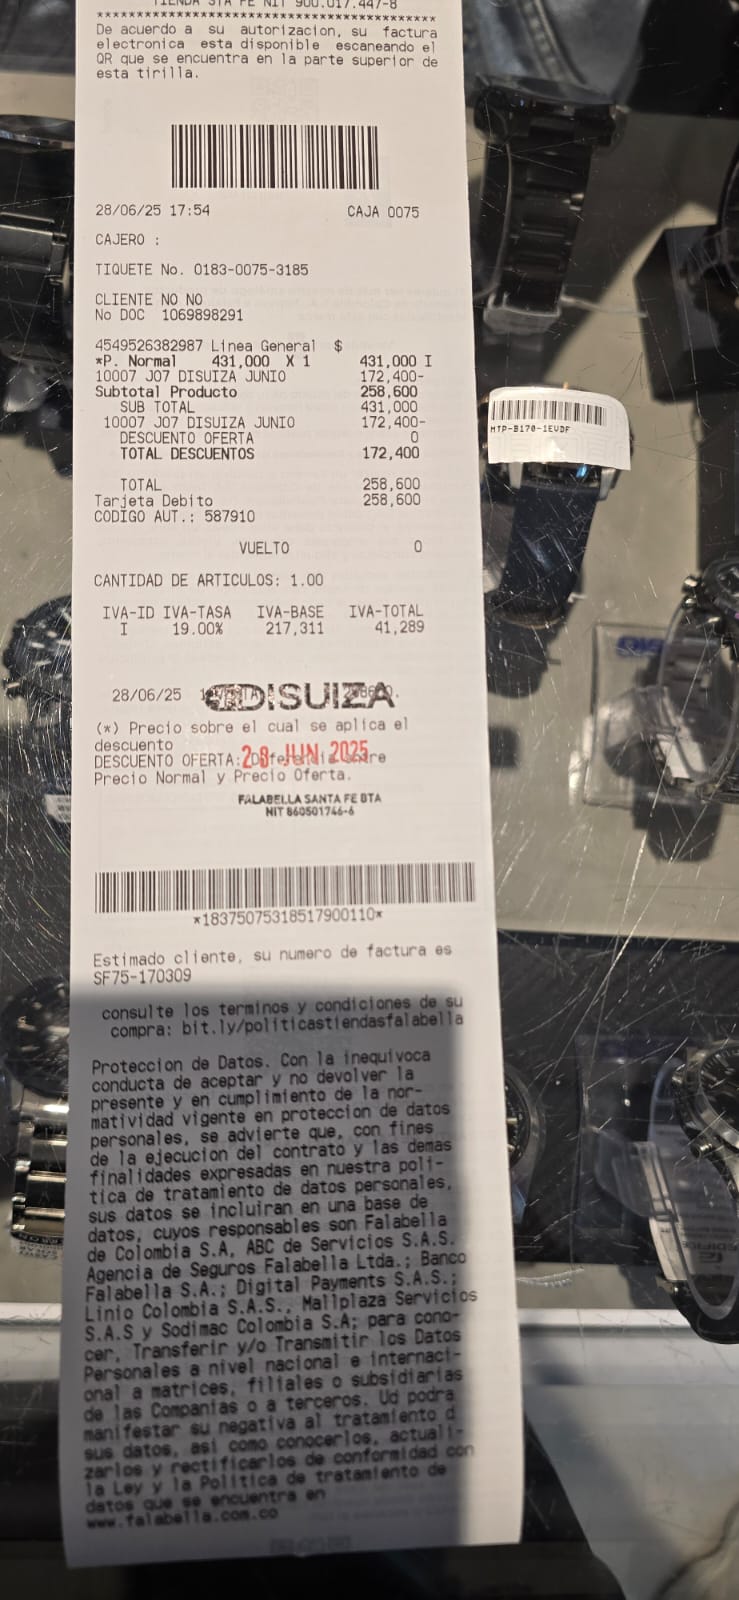 TIENDA STA FE NIT 900.017.447-8
****************************************
De acuerdo a su autorizacion, su factura
electronica esta disponible escaneando el
QR que se encuentra en la parte superior de
esta tirilla.
28/06/25 17:54 CAJA 0075
CAJERO :
TIQUETE No. 0183-0075-3185
CLIENTE NO NO
No DOC 1069898291
4549526382987 Linea General $
*P. Normal 431,000 X 1 431,000 I
10007 J07 DISUIZA JUNIO 172,400-
Subtotal Producto 258,600
SUB TOTAL 431,000
10007 J07 DISUIZA JUNIO 172,400-
DESCUENTO OFERTA 0
TOTAL DESCUENTOS 172,400
TOTAL 258,600
Tarjeta Debito 258,600
CODIGO AUT.: 587910
VUELTO 0
CANTIDAD DE ARTICULOS: 1.00
IVA-ID IVA-TASA IVA-BASE IVA-TOTAL
I 19.00% 217,311 41,289
28/06/25
DISUIZA
(*) Precio sobre el cual se aplica el
descuento
DESCUENTO OFERTA: Diferencia entre
28 JUN 2025
Precio Normal y Precio Oferta.
FALABELLA SANTA FE BTA
NIT 860501746-6
*18375075318517900110*
Estimado cliente, su numero de factura es
SF75-170309
consulte los terminos y condiciones de su
compra: bit.ly/politicastiendasfalabella
Proteccion de Datos. Con la inequivoca
conducta de aceptar y no devolver la
presente y en cumplimiento de la nor-
matividad vigente en proteccion de datos
personales, se advierte que, con fines
de la ejecucion del contrato y las demas
finalidades expresadas en nuestra poli-
tica de tratamiento de datos personales,
sus datos se incluiran en una base de
datos, cuyos responsables son Falabella
de Colombia S.A, ABC de Servicios S.A.S.
Agencia de Seguros Falabella Ltda.; Banco
Falabella S.A.; Digital Payments S.A.S.;
Linio Colombia S.A.S., Mallplaza Servicios
S.A.S y Sodimac Colombia S.A; para cono-
cer, Transferir y/o Transmitir los Datos
Personales a nivel nacional e internaci-
onal a matrices, filiales o subsidiarias
de las Companias o a terceros. Ud podra
manifestar su negativa al tratamiento d
sus datos, asi como conocerlos, actuali-
zarlos y rectificarlos de conformidad con
la Ley y la Politica de tratamiento de
datos que se encuentra en
www.falabella.com.co
MTP-B170-1EVDF